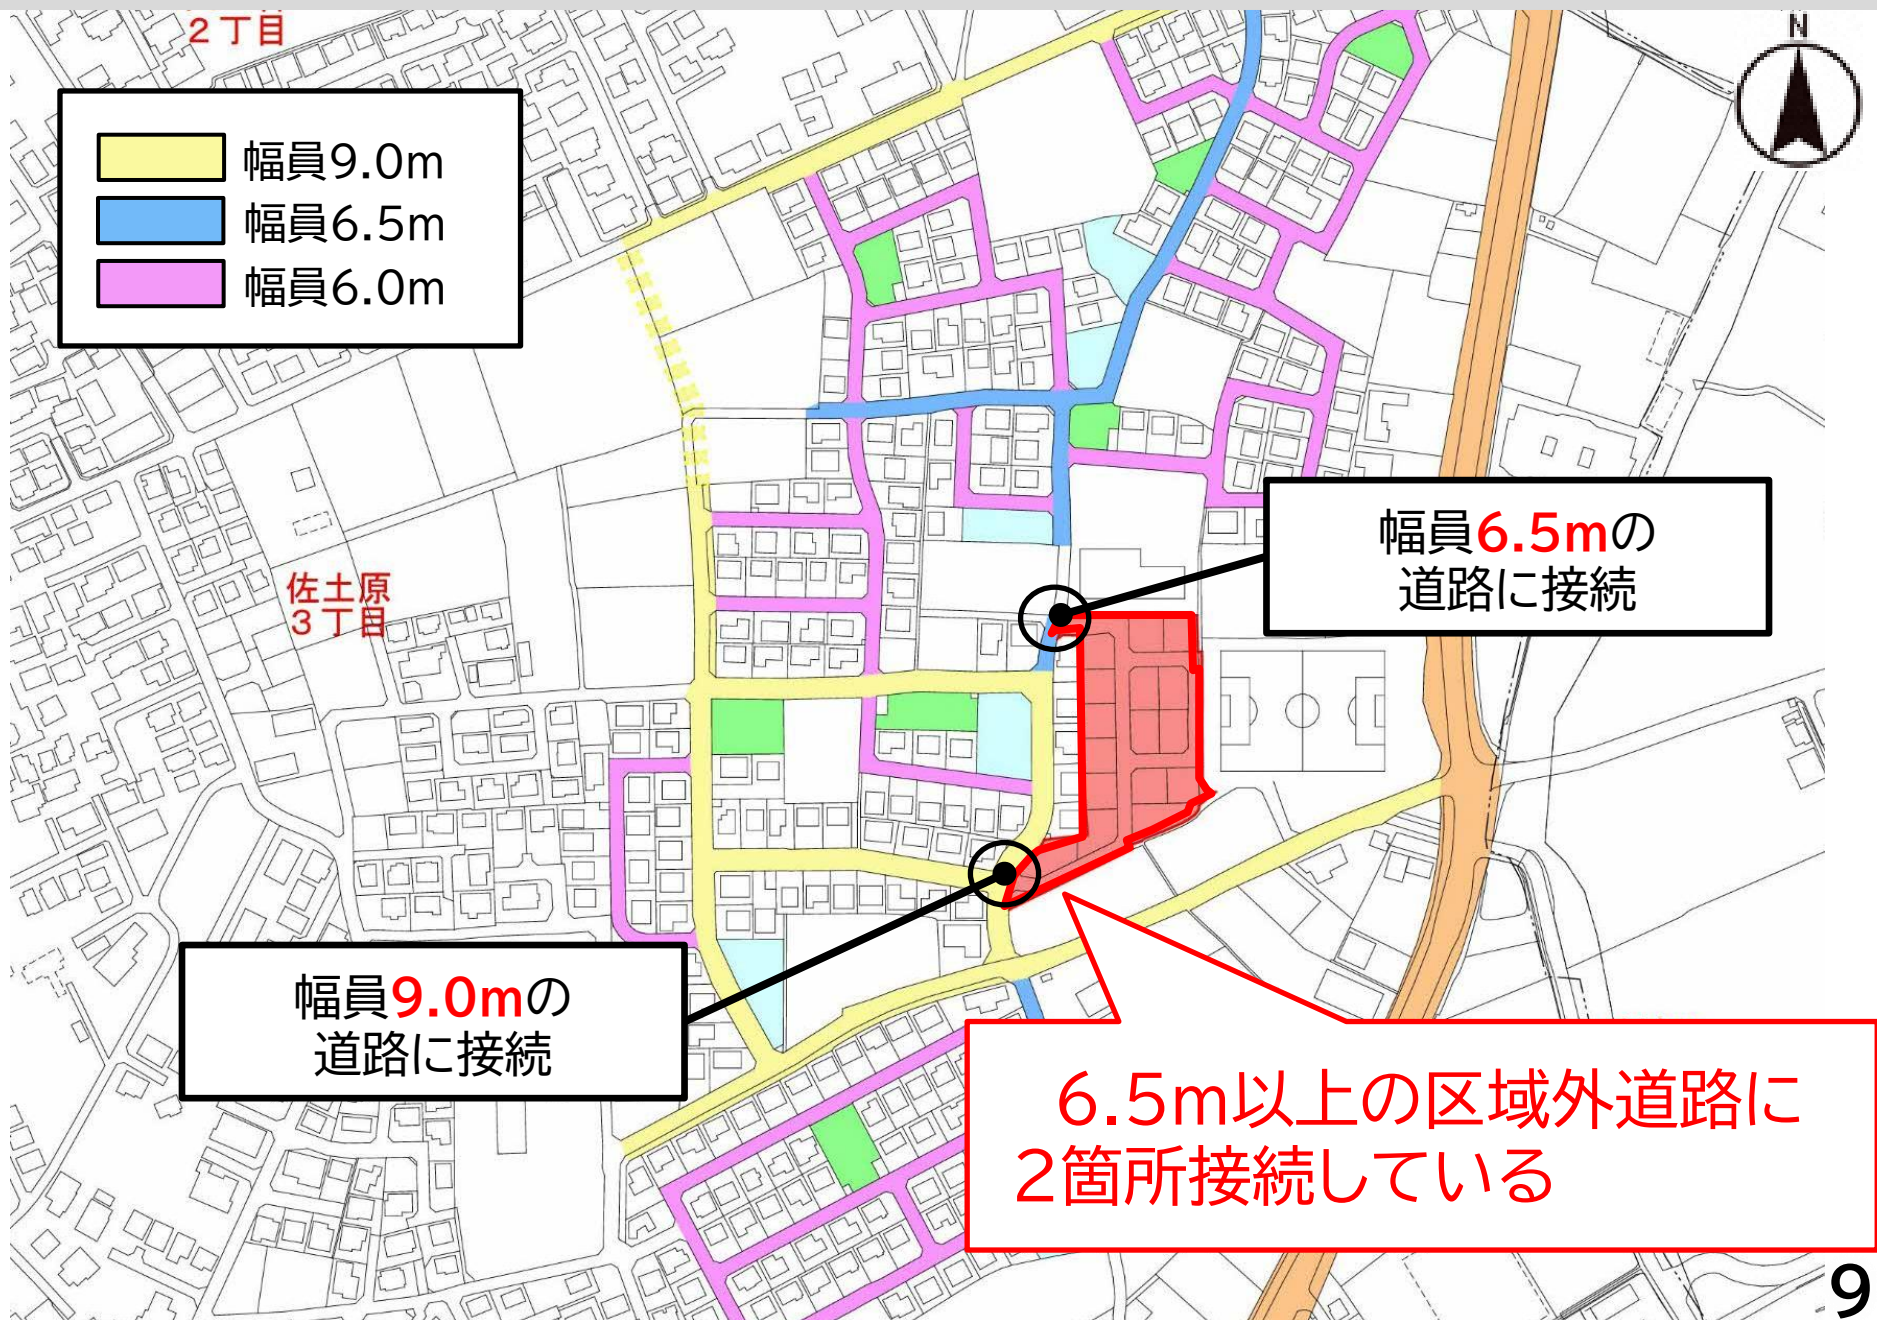 ２丁目
N
幅員9.0m
幅員6.5m
幅員6.0m
佐土原
３丁目
幅員6.5mの
道路に接続
幅員9.0mの
道路に接続
6.5m以上の区域外道路に
2箇所接続している
9